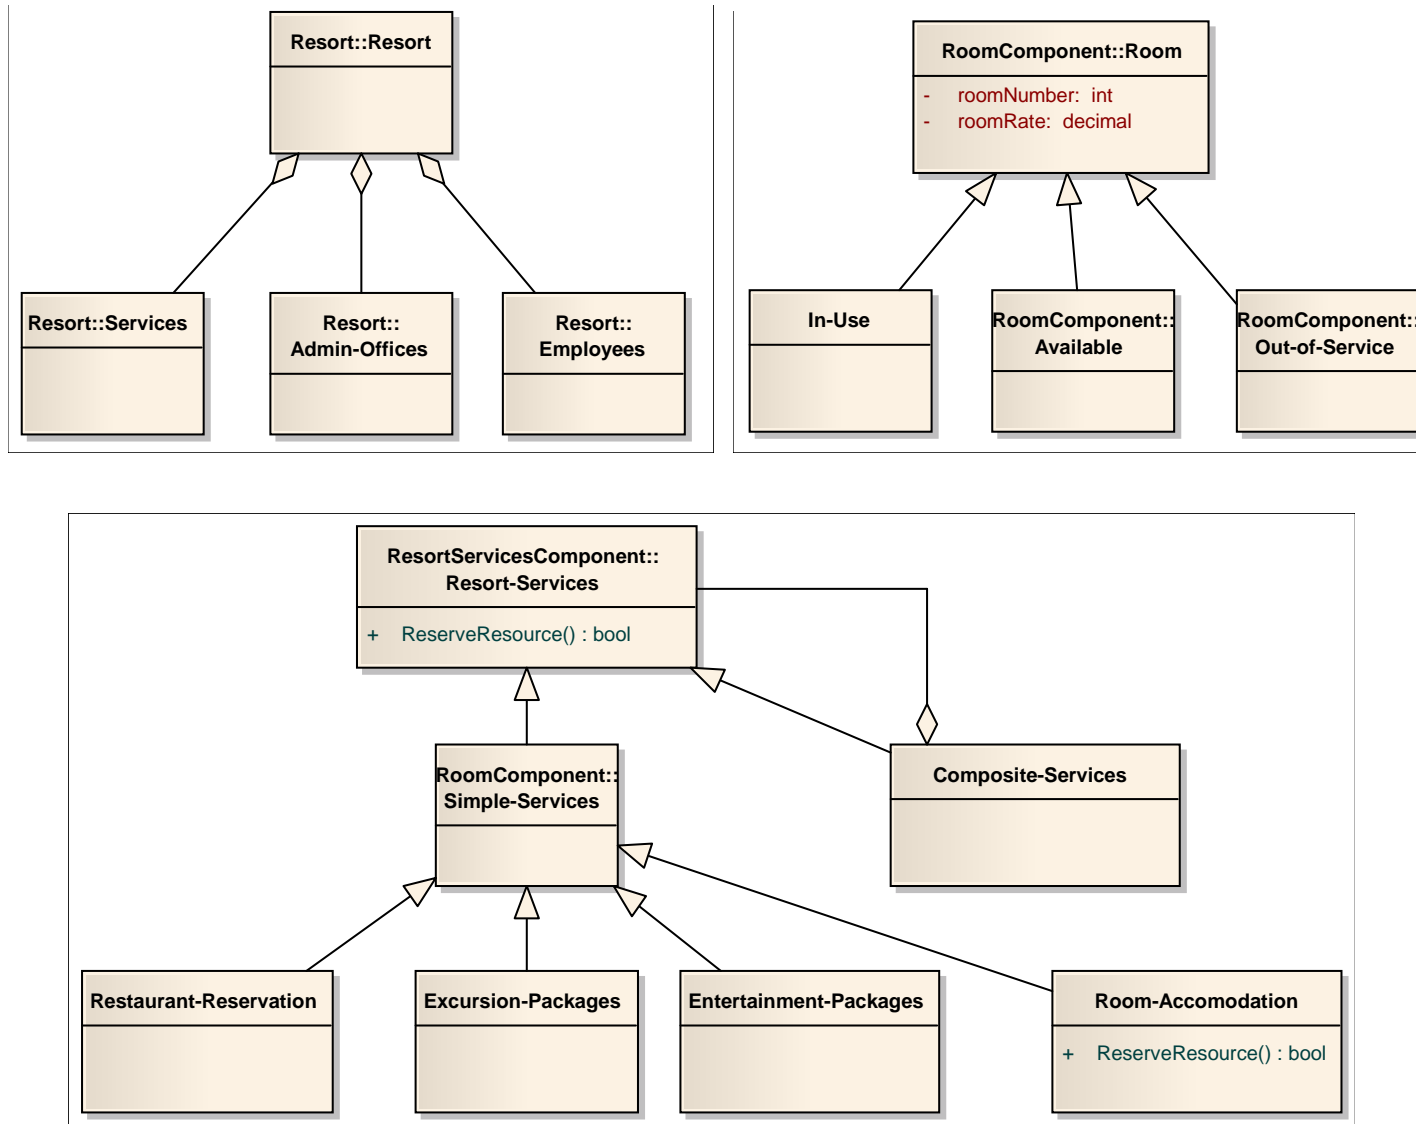 Resort::Resort
Resort::Services
Resort::
Admin-Offices
Resort::
Employees
RoomComponent::Room
- roomNumber: int
- roomRate: decimal
In-Use
RoomComponent::
Available
RoomComponent::
Out-of-Service
ResortServicesComponent::
Resort-Services
+ ReserveResource() : bool
RoomComponent::
Simple-Services
Composite-Services
Restaurant-Reservation
Excursion-Packages
Entertainment-Packages
Room-Accomodation
+ ReserveResource() : bool